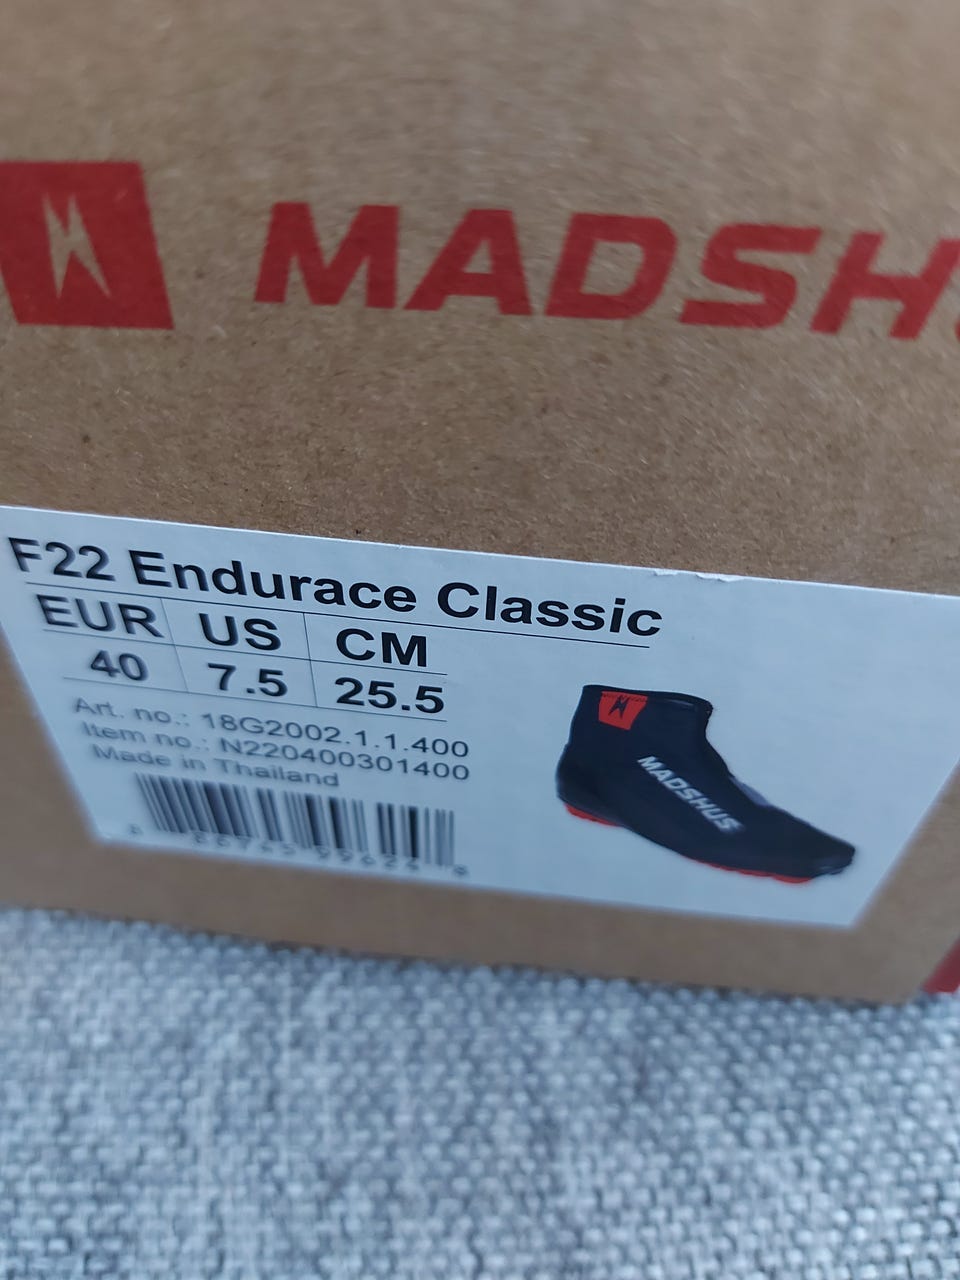 MADSH
F22 Endurace Classic
EUR US CM
40 7.5 25.5
Art. no.: 18G2002.1.1.400
Item no.: N220400301400
Made in Thailand
MADSHUS